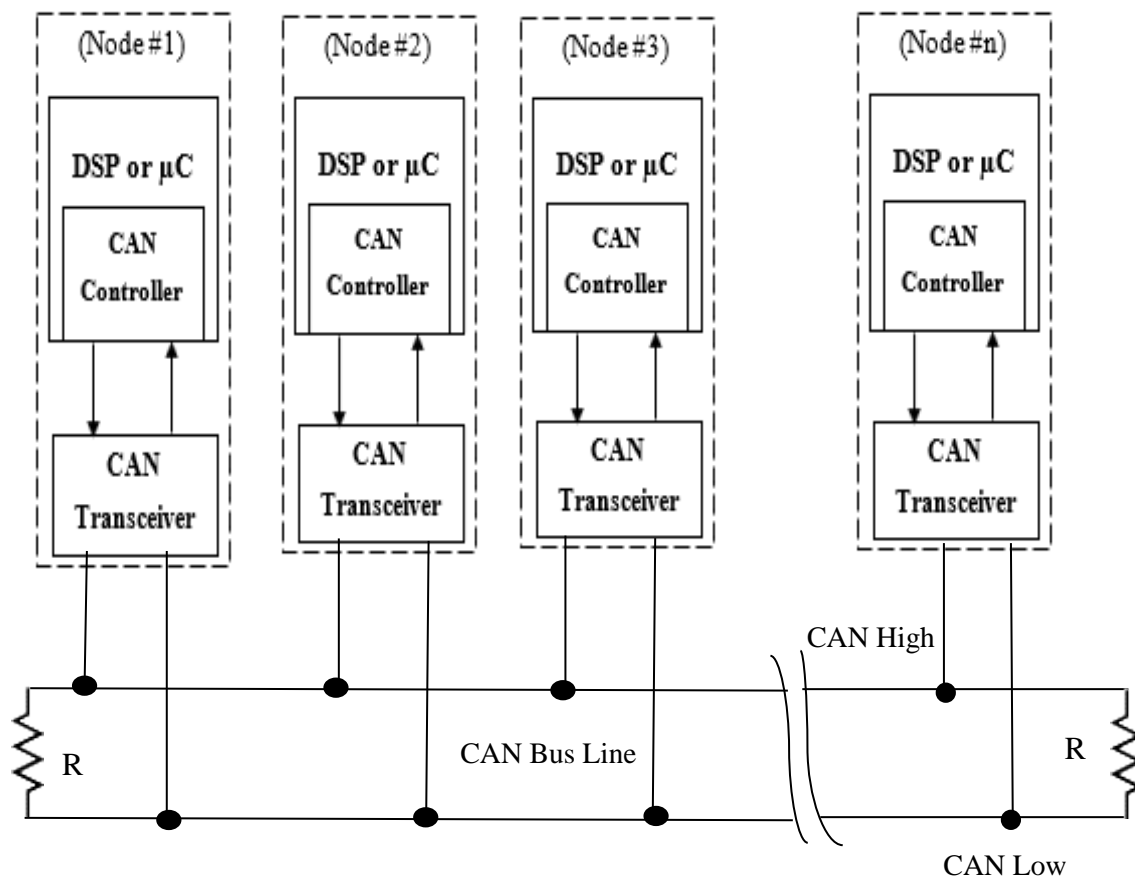 (Node #1)
DSP or µC
CAN
Controller
CAN
Transceiver
(Node #2)
DSP or µC
CAN
Controller
CAN
Transceiver
(Node #3)
DSP or µC
CAN
Controller
CAN
Transceiver
(Node #n)
DSP or µC
CAN
Controller
CAN
Transceiver
CAN High
R
CAN Bus Line
R
CAN Low